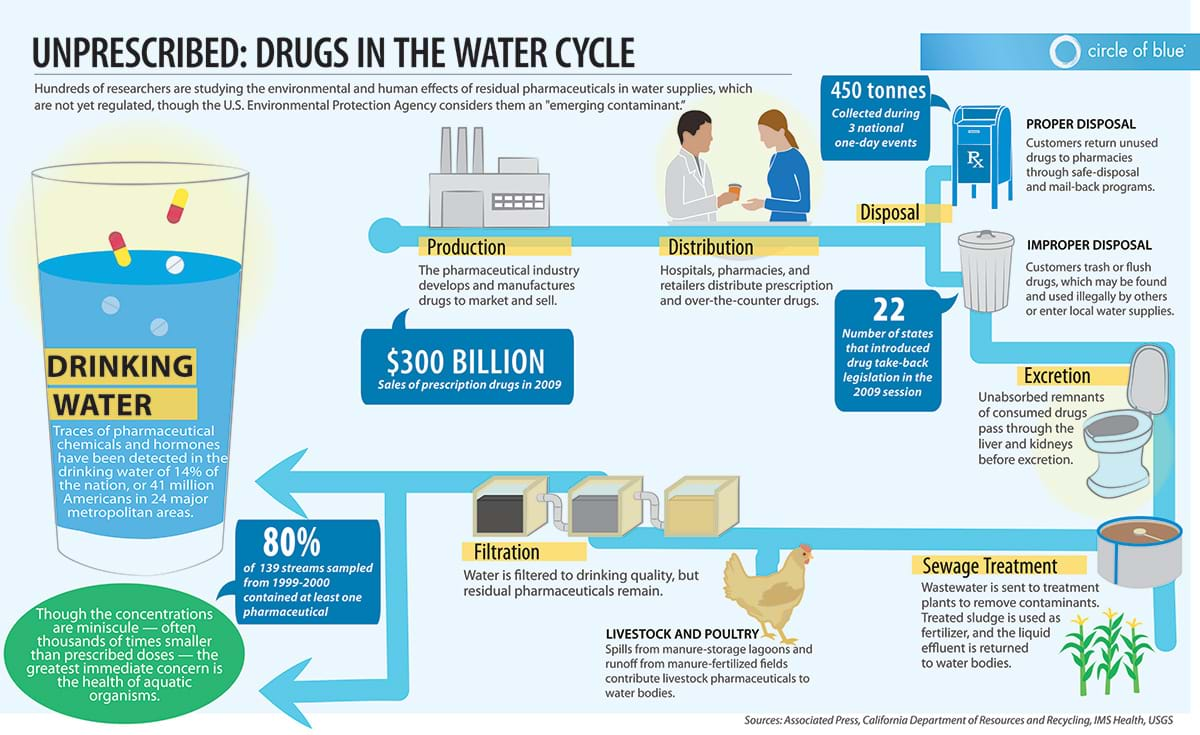 UNPRESCRIBED: DRUGS IN THE WATER CYCLE
circle of blue
Hundreds of researchers are studying the environmental and human effects of residual pharmaceuticals in water supplies, which
are not yet regulated, though the U.S. Environmental Protection Agency considers them an "emerging contaminant."
450 tonnes
Collected during
3 national
one-day events
Rx
PROPER DISPOSAL
Customers return unused
drugs to pharmacies
through safe-disposal
and mail-back programs.
Disposal
Production
The pharmaceutical industry
develops and manufactures
drugs to market and sell.
Distribution
Hospitals, pharmacies, and
retailers distribute prescription
and over-the-counter drugs.
IMPROPER DISPOSAL
Customers trash or flush
drugs, which may be found
and used illegally by others
or enter local water supplies.
$300 BILLION
Sales of prescription drugs in 2009
22
Number of states
that introduced
drug take-back
legislation in the
2009 session
Excretion
Unabsorbed remnants
of consumed drugs
pass through the
liver and kidneys
before excretion.
DRINKING
WATER
Traces of pharmaceutical
chemicals and hormones
have been detected in the
drinking water of 14% of
the nation, or 41 million
Americans in 24 major
metropolitan areas.
80%
of 139 streams sampled
from 1999-2000
contained at least one
pharmaceutical
Filtration
Water is filtered to drinking quality, but
residual pharmaceuticals remain.
Sewage Treatment
Wastewater is sent to treatment
plants to remove contaminants.
Treated sludge is used as
fertilizer, and the liquid
effluent is returned
to water bodies.
LIVESTOCK AND POULTRY
Spills from manure-storage lagoons and
runoff from manure-fertilized fields
contribute livestock pharmaceuticals to
water bodies.
Though the concentrations
are miniscule — often
thousands of times smaller
than prescribed doses — the
greatest immediate concern is
the health of aquatic
organisms.
Sources: Associated Press, California Department of Resources and Recycling, IMS Health, USGS